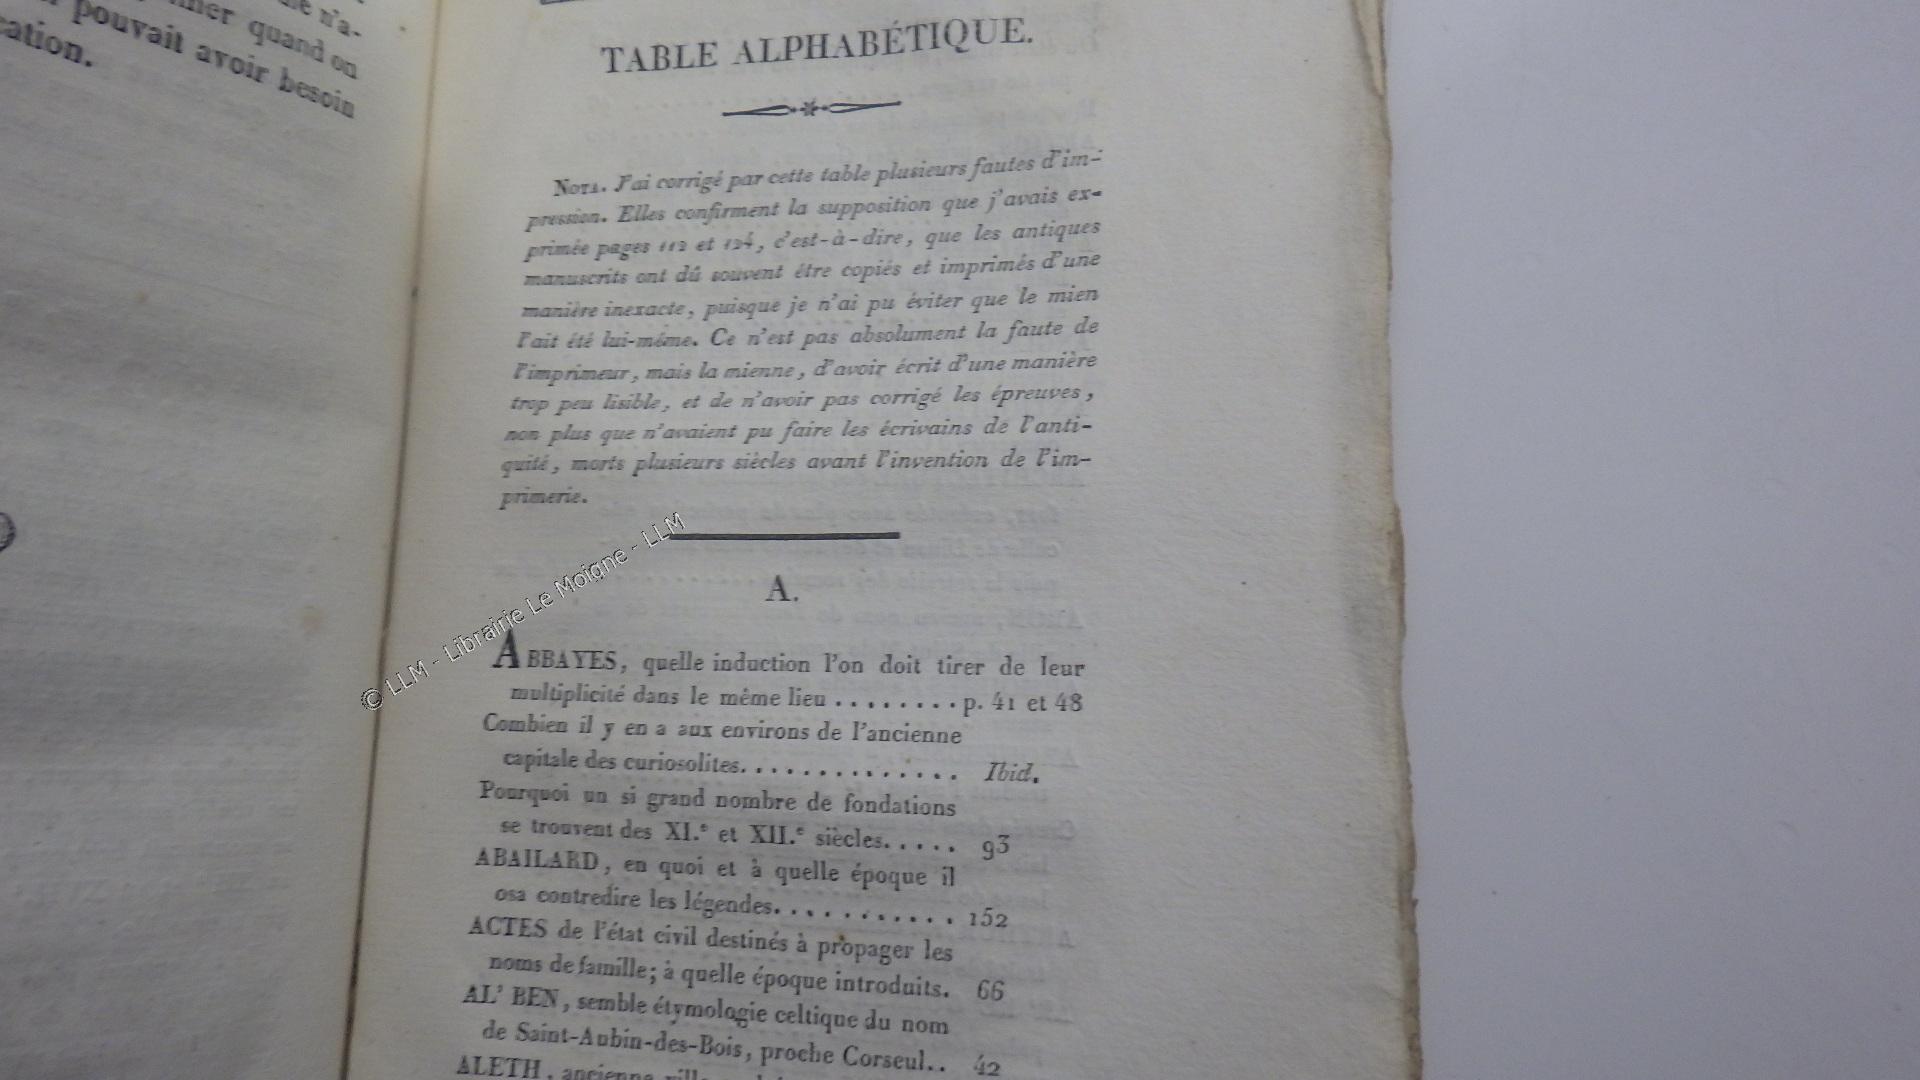 ner quand on
pouvait avoir besoin
cation.
TABLE ALPHABÉTIQUE.
NOTA. J'ai corrigé par cette table plusieurs fautes d'im-
pression. Elles confirment la supposition que j'avais ex-
primée pages 112 et 124, c'est-à-dire, que les antiques
manuscrits ont dû souvent être copiés et imprimés d'une
manière inexacte, puisque je n'ai pu éviter que le mien
l'ait été lui-même. Ce n'est pas absolument la faute de
l'imprimeur, mais la mienne, d'avoir écrit d'une manière
trop peu lisible, et de n'avoir pas corrigé les épreuves,
non plus que n'avaient pu faire les écrivains de l'anti-
quité, morts plusieurs siècles avant l'invention de l'im-
primerie.
A.
ABBAYES, quelle induction l'on doit tirer de leur
multiplicité dans le même lieu ........ p. 41 et 48
Combien il y en a aux environs de l'ancienne
capitale des curiosolites.............. Ibid.
Pourquoi un si grand nombre de fondations
se trouvent des XI.e et XII.e siècles..... 93
ABAILARD, en quoi et à quelle époque il
osa contredire les légendes........... 152
ACTES de l'état civil destinés à propager les
noms de famille; à quelle époque introduits. 66
AL' BEN, semble étymologie celtique du nom
de Saint-Aubin-des-Bois, proche Corseul.. 42
ALETH, ancienne
© LLM - Librairie Le Moigne - LLM